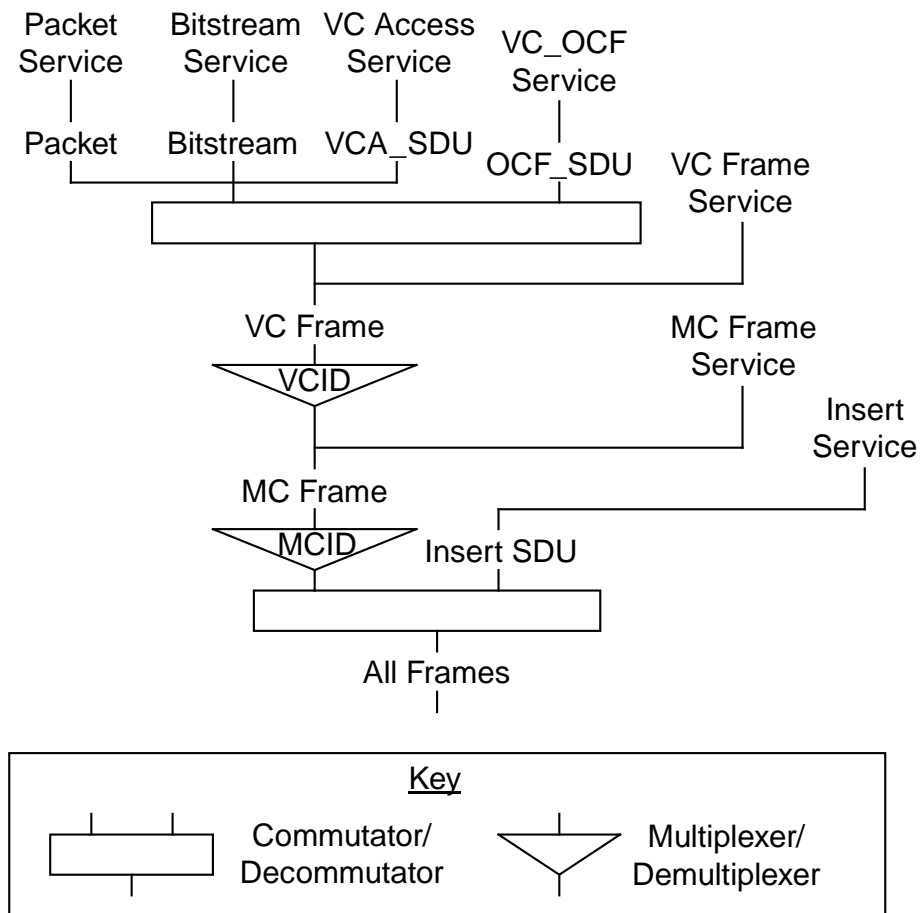 Packet
Service
Bitstream
Service
VC Access
Service
VC_OCF
Service
Packet
Bitstream
VCA_SDU
OCF_SDU
VC Frame
Service
VC Frame
VCID
MC Frame
Service
Insert
Service
MC Frame
MCID
Insert SDU
All Frames
Key
Commutator/
Decommutator
Multiplexer/
Demultiplexer